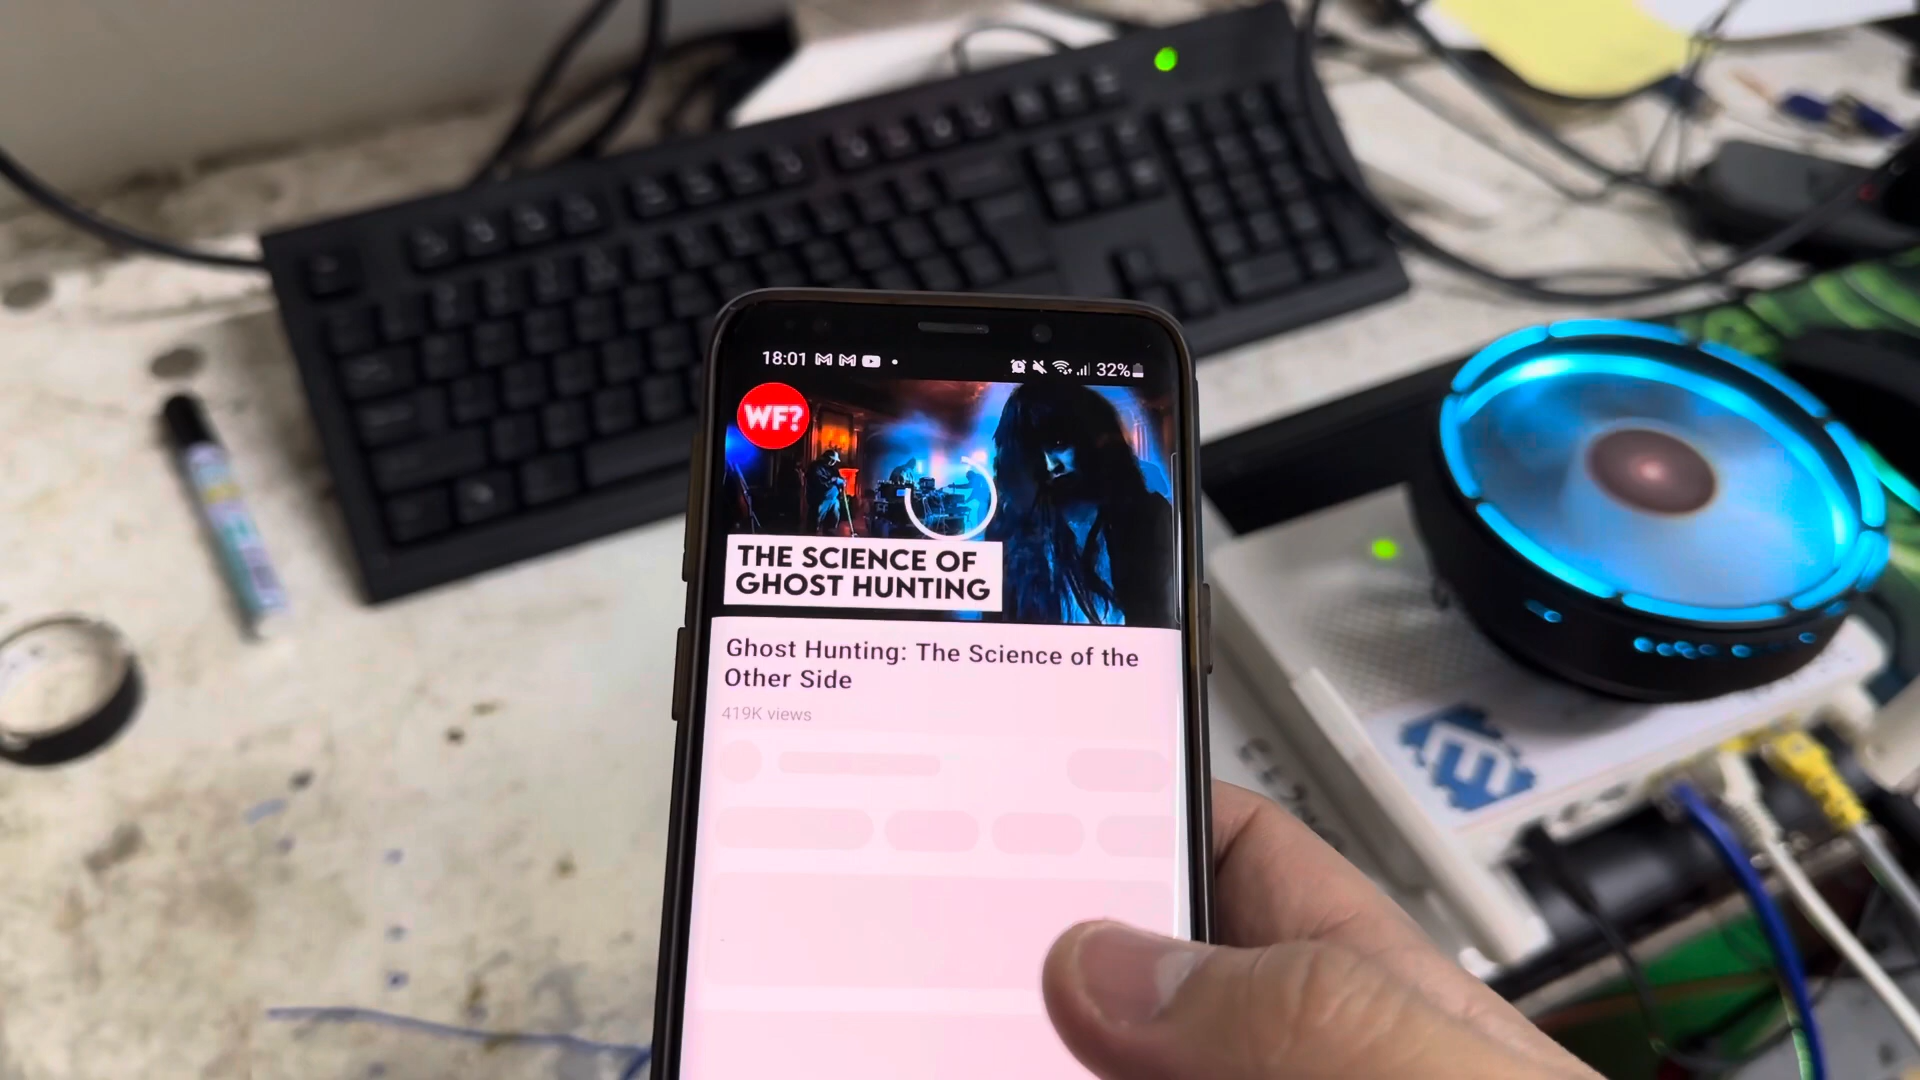 18:01
32%
WF?
THE SCIENCE OF
GHOST HUNTING
Ghost Hunting: The Science of the
Other Side
419K views